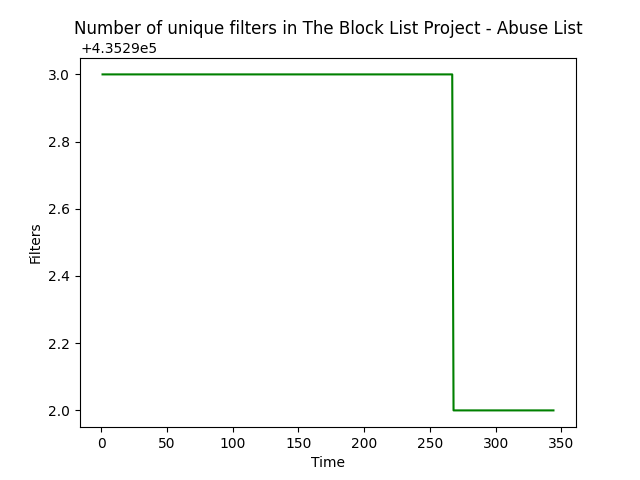 Number of unique filters in The Block List Project - Abuse List
+4.3529e5
3.0
2.8
2.6
2.4
2.2
2.0
Filters
0 50 100 150 200 250 300 350
Time